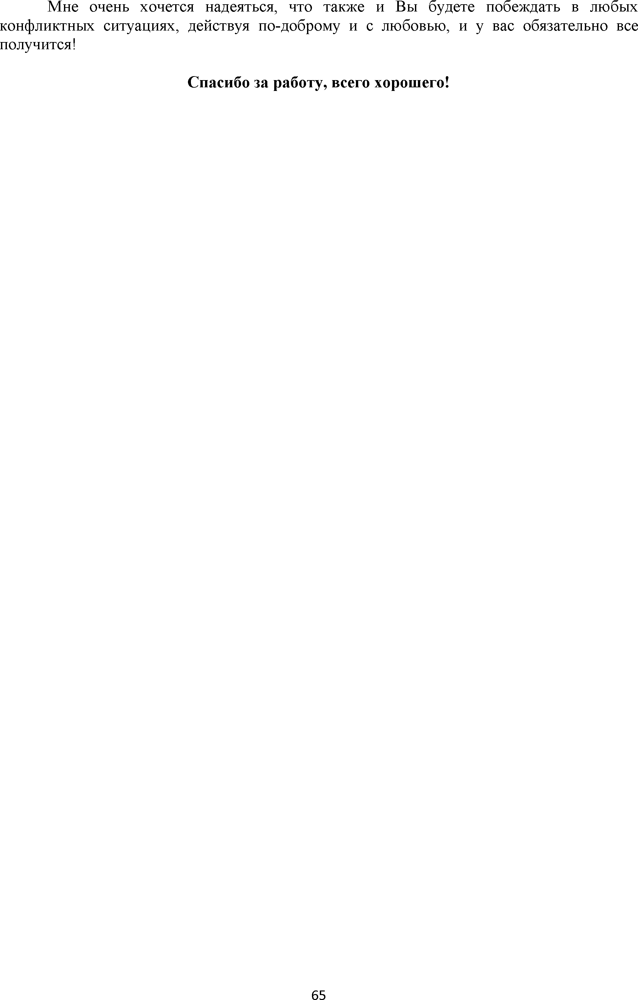 Мне очень хочется надеяться, что также и Вы будете побеждать в любых
конфликтных ситуациях, действуя по-доброму и с любовью, и у вас обязательно все
получится!
Спасибо за работу, всего хорошего!
65